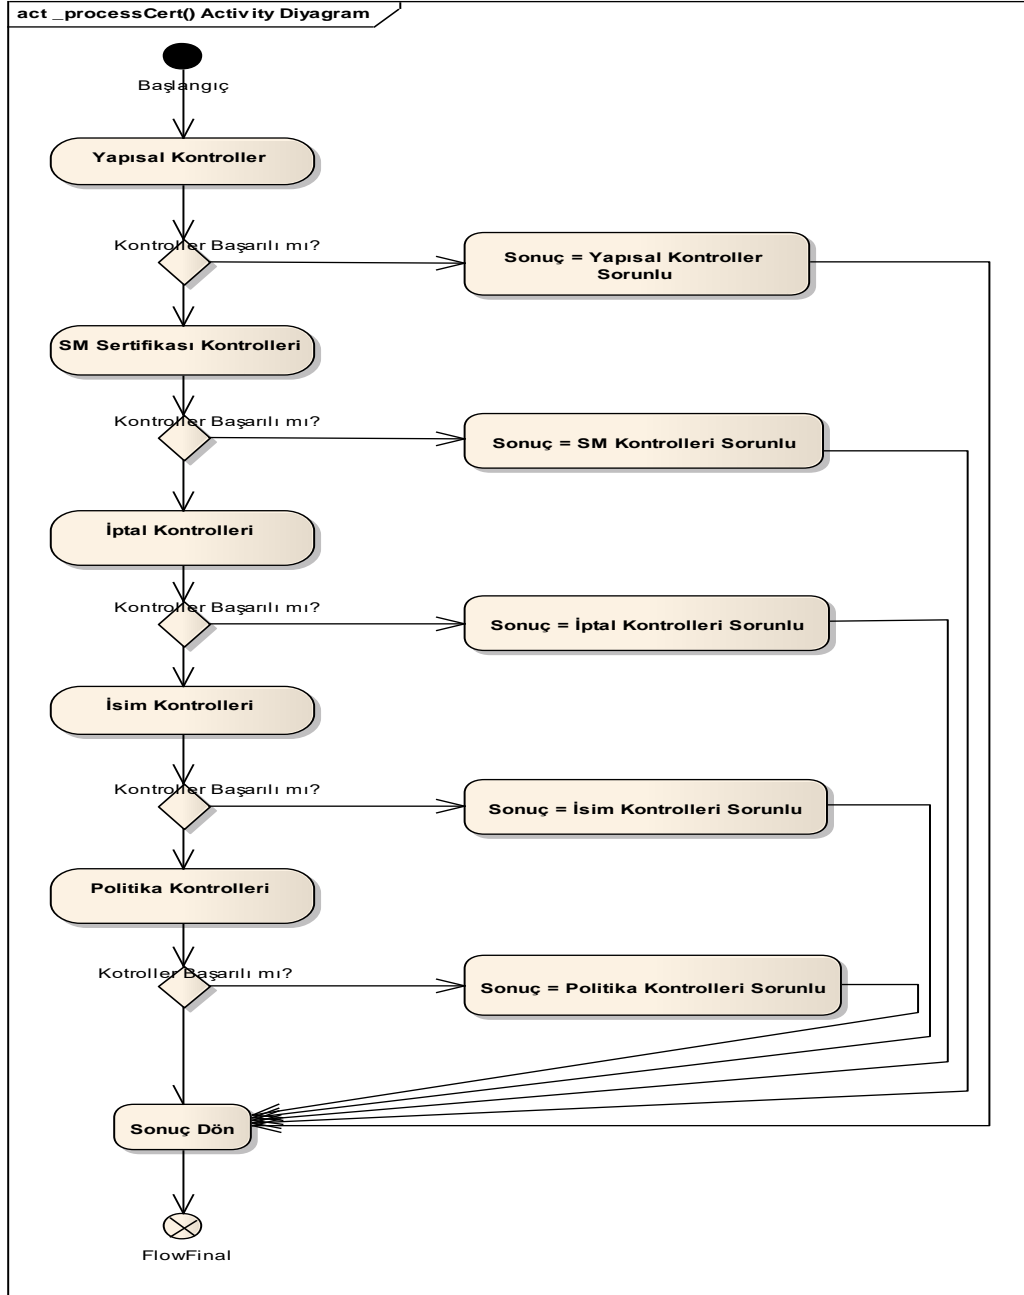 act _processCert() Activity Diyagram
Başlangıç
Yapısal Kontroller
Kontroller Başarılı mı?
Sonuç = Yapısal Kontroller
Sorunlu
SM Sertifikası Kontrolleri
Kontroller Başarılı mı?
Sonuç = SM Kontrolleri Sorunlu
İptal Kontrolleri
Kontroller Başarılı mı?
Sonuç = İptal Kontrolleri Sorunlu
İsim Kontrolleri
Kontroller Başarılı mı?
Sonuç = İsim Kontrolleri Sorunlu
Politika Kontrolleri
Kotroller Başarılı mı?
Sonuç = Politika Kontrolleri Sorunlu
Sonuç Dön
FlowFinal